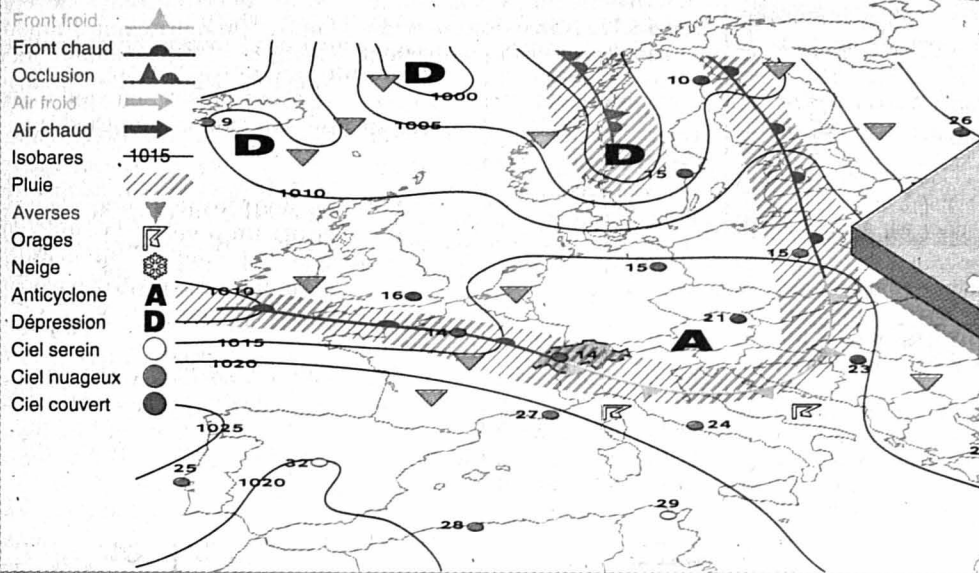 Front froid
Front chaud
Occlusion
Air froid
Air chaud
Isobares 1015
Pluie
Averses
Orages
Neige
Anticyclone A
Dépression D
Ciel serein
Ciel nuageux
Ciel couvert
D
1000
10
9
1005
26
D
D
15
1010
15
15
1010
16
21
14
A
1015
14
1020
23
27
24
1025
32
25
1020
29
28